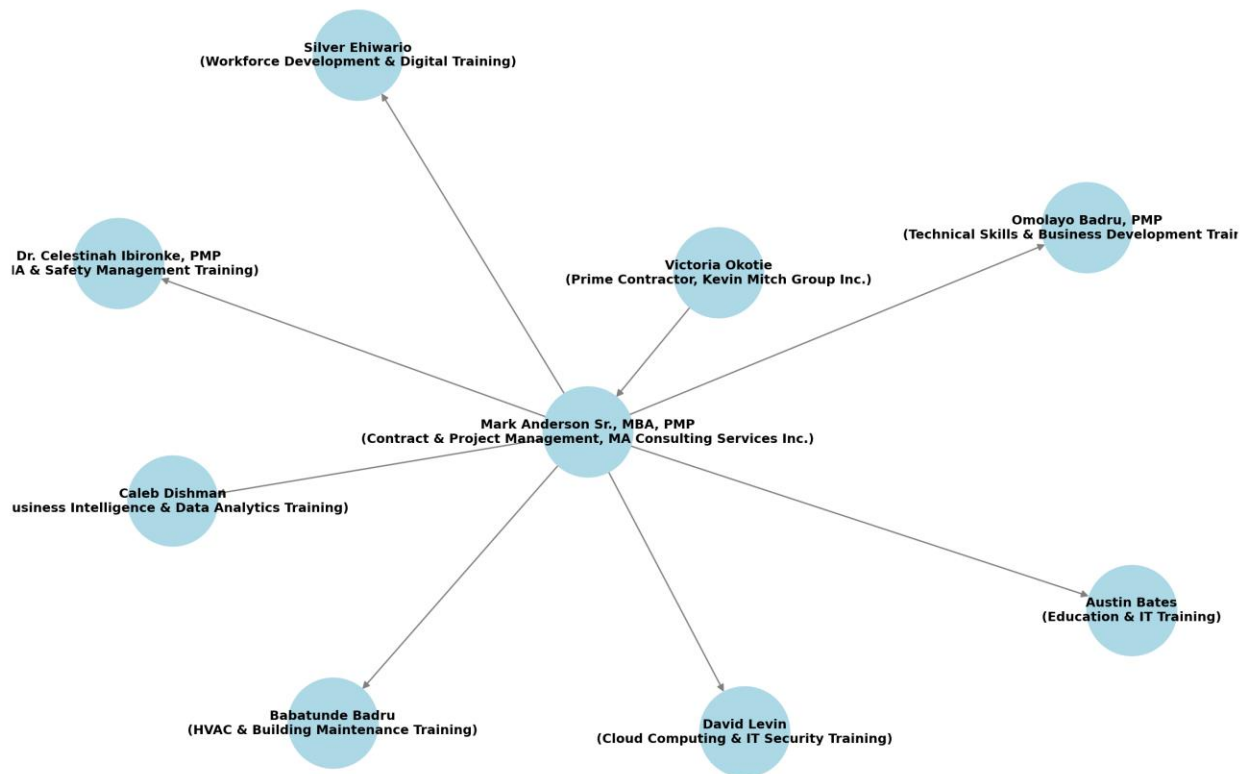 Silver Ehiwario
(Workforce Development & Digital Training)
Omolayo Badru, PMP
(Technical Skills & Business Development Train
Dr. Celestinah Ibironke, PMP
IA & Safety Management Training)
Victoria Okotie
(Prime Contractor, Kevin Mitch Group Inc.)
Mark Anderson Sr., MBA, PMP
(Contract & Project Management, MA Consulting Services Inc.)
Caleb Dishman
usiness Intelligence & Data Analytics Training)
Austin Bates
(Education & IT Training)
Babatunde Badru
(HVAC & Building Maintenance Training)
David Levin
(Cloud Computing & IT Security Training)